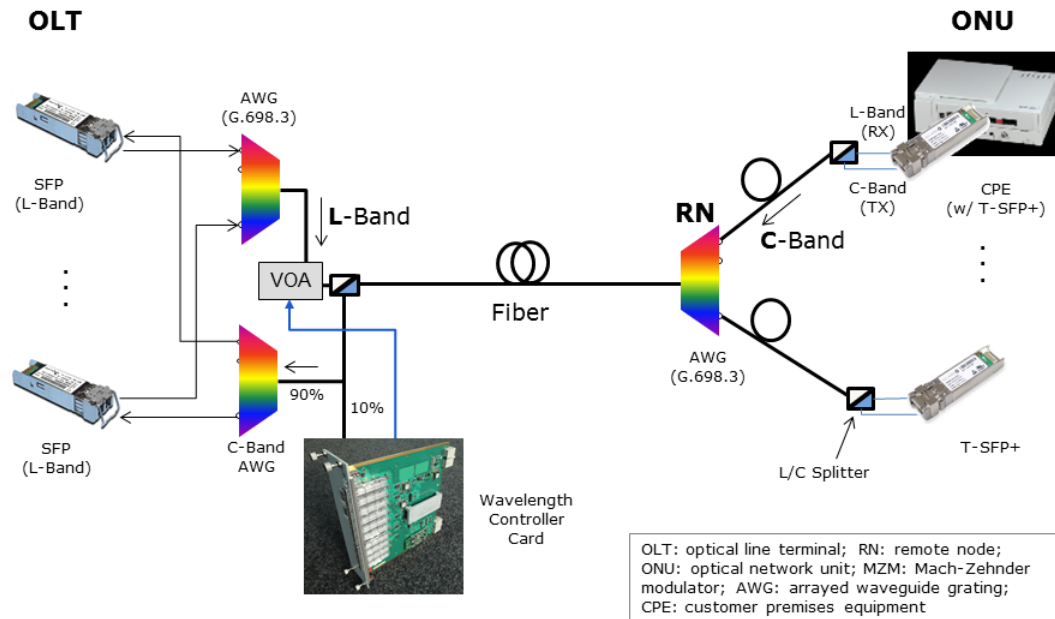 OLT
ONU
AWG
(G.698.3)
SFP
(L-Band)
L-Band
VOA
Fiber
RN
AWG
(G.698.3)
L-Band
(RX)
C-Band
(TX)
C-Band
CPE
(w/ T-SFP+)
90%
10%
C-Band
AWG
SFP
(L-Band)
Wavelength
Controller
Card
L/C Splitter
T-SFP+
OLT: optical line terminal; RN: remote node;
ONU: optical network unit; MZM: Mach-Zehnder
modulator; AWG: arrayed waveguide grating;
CPE: customer premises equipment